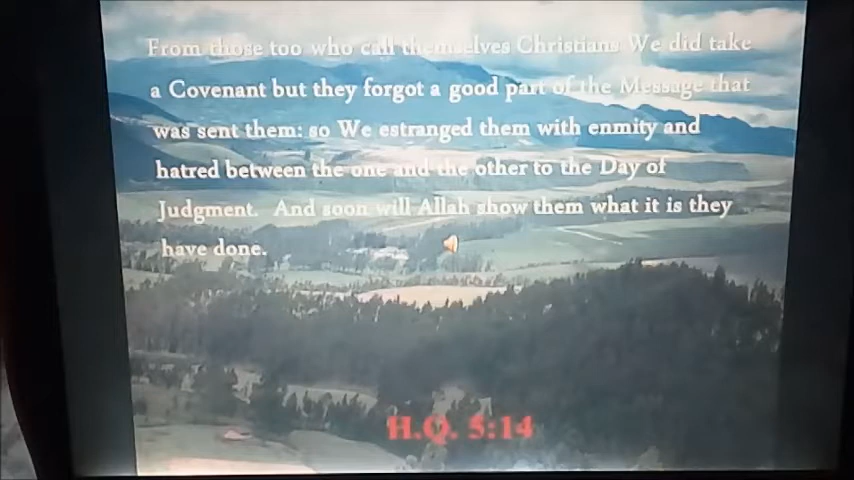 From those too who call themselves Christians We did take
a Covenant but they forgot a good part of the Message that
was sent them: so We estranged them with enmity and
hatred between the one and the other to the Day of
Judgment. And soon will Allah show them what it is they
have done.
H.Q. 5:14